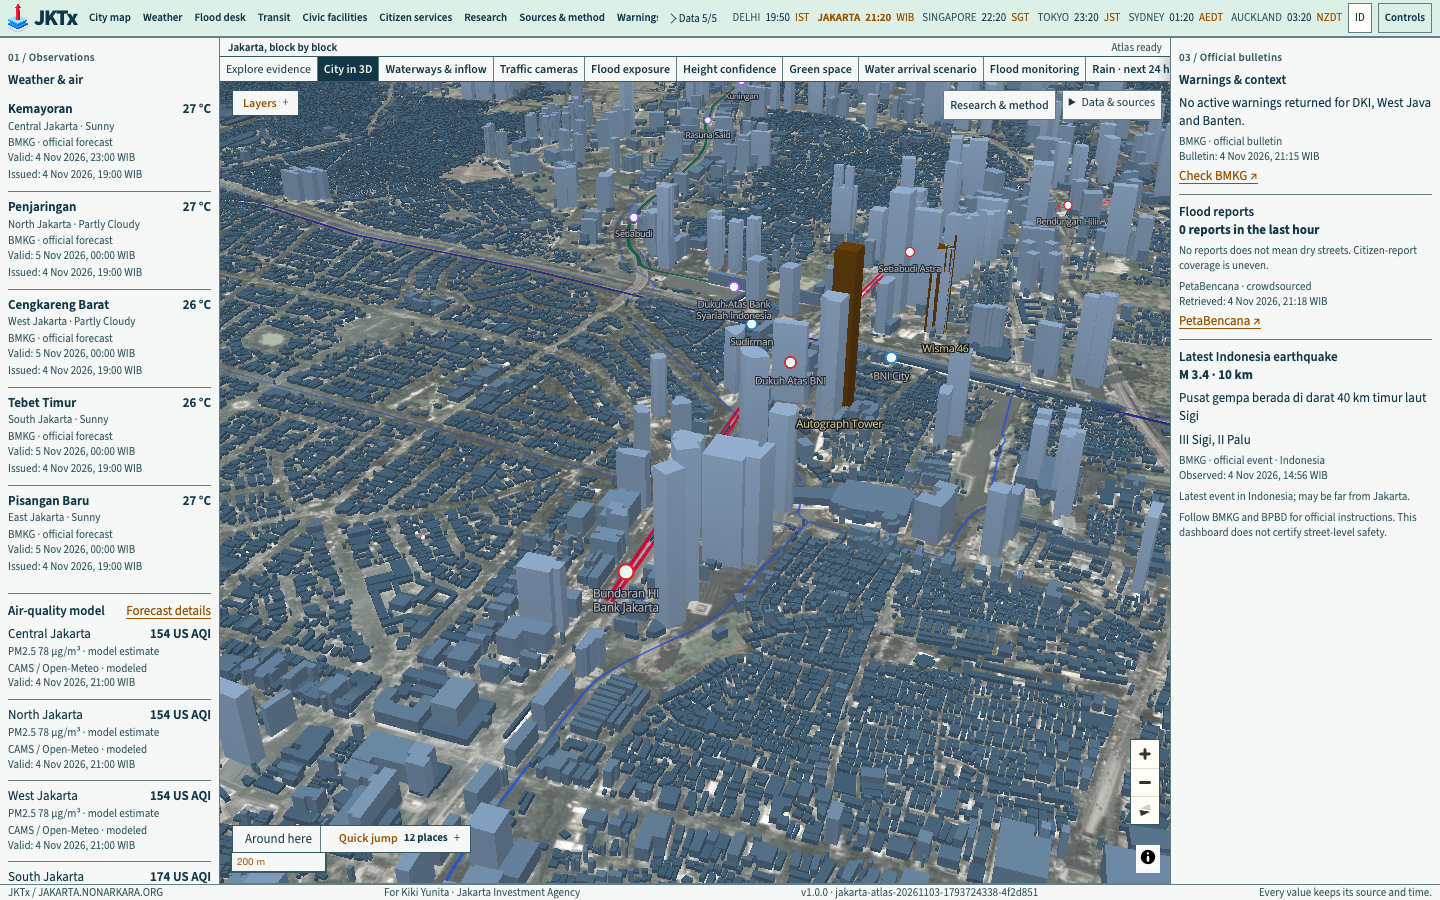 JKTx
City map
Weather
Flood desk
Transit
Civic facilities
Citizen services
Research
Sources & method
Warnings
Data 5/5
DELHI 19:50 IST
JAKARTA 21:20 WIB
SINGAPORE 22:20 SGT
TOKYO 23:20 JST
SYDNEY 01:20 AEDT
AUCKLAND 03:20 NZDT
ID
Controls
01 / Observations
Weather & air
Kemayoran 27 °C
Central Jakarta · Sunny
BMKG · official forecast
Valid: 4 Nov 2026, 23:00 WIB
Issued: 4 Nov 2026, 19:00 WIB
Penjaringan 27 °C
North Jakarta · Partly Cloudy
BMKG · official forecast
Valid: 5 Nov 2026, 00:00 WIB
Issued: 4 Nov 2026, 19:00 WIB
Cengkareng Barat 26 °C
West Jakarta · Partly Cloudy
BMKG · official forecast
Valid: 5 Nov 2026, 00:00 WIB
Issued: 4 Nov 2026, 19:00 WIB
Tebet Timur 26 °C
South Jakarta · Sunny
BMKG · official forecast
Valid: 5 Nov 2026, 00:00 WIB
Issued: 4 Nov 2026, 19:00 WIB
Pisangan Baru 27 °C
East Jakarta · Sunny
BMKG · official forecast
Valid: 5 Nov 2026, 00:00 WIB
Issued: 4 Nov 2026, 19:00 WIB
Air-quality model Forecast details
Central Jakarta 154 US AQI
PM2.5 78 µg/m³ · model estimate
CAMS / Open-Meteo · modeled
Valid: 4 Nov 2026, 21:00 WIB
North Jakarta 154 US AQI
PM2.5 78 µg/m³ · model estimate
CAMS / Open-Meteo · modeled
Valid: 4 Nov 2026, 21:00 WIB
West Jakarta 154 US AQI
PM2.5 78 µg/m³ · model estimate
CAMS / Open-Meteo · modeled
Valid: 4 Nov 2026, 21:00 WIB
South Jakarta 174 US AQI
Jakarta, block by block
Atlas ready
Explore evidence
City in 3D
Waterways & inflow
Traffic cameras
Flood exposure
Height confidence
Green space
Water arrival scenario
Flood monitoring
Rain · next 24 h
Layers +
Research & method
Data & sources
Kuningan
Rasuna Said
Setiabudi
Bendungan Hilir
Setiabudi Astra
Dukuh Atas Bank
Syariah Indonesia
Sudirman
Wisma 46
Dukuh Atas BNI
BNI City
Autograph Tower
Bundaran HI
Bank Jakarta
Around here
Quick jump 12 places +
200 m
03 / Official bulletins
Warnings & context
No active warnings returned for DKI, West Java
and Banten.
BMKG · official bulletin
Bulletin: 4 Nov 2026, 21:15 WIB
Check BMKG ↗
Flood reports
0 reports in the last hour
No reports does not mean dry streets. Citizen-report
coverage is uneven.
PetaBencana · crowdsourced
Retrieved: 4 Nov 2026, 21:18 WIB
PetaBencana ↗
Latest Indonesia earthquake
M 3.4 · 10 km
Pusat gempa berada di darat 40 km timur laut
Sigi
III Sigi, II Palu
BMKG · official event · Indonesia
Observed: 4 Nov 2026, 14:56 WIB
Latest event in Indonesia; may be far from Jakarta.
Follow BMKG and BPBD for official instructions. This
dashboard does not certify street-level safety.
JKTx / JAKARTA.NONARKARA.ORG
For Kiki Yunita · Jakarta Investment Agency
v1.0.0 · jakarta-atlas-20261103-1793724338-4f2d851
Every value keeps its source and time.